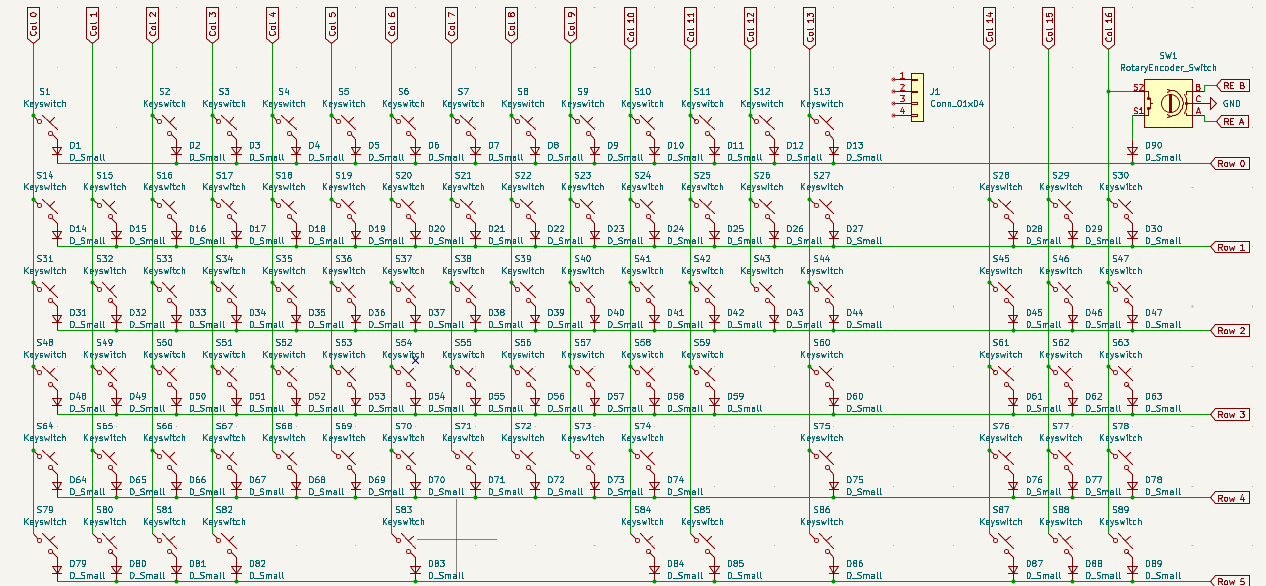 Col 0 Col 1 Col 2 Col 3 Col 4 Col 5 Col 6 Col 7 Col 8 Col 9 Col 10 Col 11 Col 12 Col 13 Col 14 Col 15 Col 16
SW1
RotaryEncoder_Switch
1
2
3
4
J1
Conn_01x04
S2 B RE B
C GND
S1 A RE A
S1 S2 S3 S4 S5 S6 S7 S8 S9 S10 S11 S12 S13
Keyswitch Keyswitch Keyswitch Keyswitch Keyswitch Keyswitch Keyswitch Keyswitch Keyswitch Keyswitch Keyswitch Keyswitch Keyswitch
D1 D2 D3 D4 D5 D6 D7 D8 D9 D10 D11 D12 D13 D90
D_Small D_Small D_Small D_Small D_Small D_Small D_Small D_Small D_Small D_Small D_Small D_Small D_Small D_Small
Row 0
S14 S15 S16 S17 S18 S19 S20 S21 S22 S23 S24 S25 S26 S27 S28 S29 S30
Keyswitch Keyswitch Keyswitch Keyswitch Keyswitch Keyswitch Keyswitch Keyswitch Keyswitch Keyswitch Keyswitch Keyswitch Keyswitch Keyswitch Keyswitch Keyswitch Keyswitch
D14 D15 D16 D17 D18 D19 D20 D21 D22 D23 D24 D25 D26 D27 D28 D29 D30
D_Small D_Small D_Small D_Small D_Small D_Small D_Small D_Small D_Small D_Small D_Small D_Small D_Small D_Small D_Small D_Small D_Small
Row 1
S31 S32 S33 S34 S35 S36 S37 S38 S39 S40 S41 S42 S43 S44 S45 S46 S47
Keyswitch Keyswitch Keyswitch Keyswitch Keyswitch Keyswitch Keyswitch Keyswitch Keyswitch Keyswitch Keyswitch Keyswitch Keyswitch Keyswitch Keyswitch Keyswitch Keyswitch
D31 D32 D33 D34 D35 D36 D37 D38 D39 D40 D41 D42 D43 D44 D45 D46 D47
D_Small D_Small D_Small D_Small D_Small D_Small D_Small D_Small D_Small D_Small D_Small D_Small D_Small D_Small D_Small D_Small D_Small
Row 2
S48 S49 S50 S51 S52 S53 S54 S55 S56 S57 S58 S59 S60 S61 S62 S63
Keyswitch Keyswitch Keyswitch Keyswitch Keyswitch Keyswitch Keyswitch Keyswitch Keyswitch Keyswitch Keyswitch Keyswitch Keyswitch Keyswitch Keyswitch Keyswitch
D48 D49 D50 D51 D52 D53 D54 D55 D56 D57 D58 D59 D60 D61 D62 D63
D_Small D_Small D_Small D_Small D_Small D_Small D_Small D_Small D_Small D_Small D_Small D_Small D_Small D_Small D_Small D_Small
Row 3
S64 S65 S66 S67 S68 S69 S70 S71 S72 S73 S74 S75 S76 S77 S78
Keyswitch Keyswitch Keyswitch Keyswitch Keyswitch Keyswitch Keyswitch Keyswitch Keyswitch Keyswitch Keyswitch Keyswitch Keyswitch Keyswitch Keyswitch
D64 D65 D66 D67 D68 D69 D70 D71 D72 D73 D74 D75 D76 D77 D78
D_Small D_Small D_Small D_Small D_Small D_Small D_Small D_Small D_Small D_Small D_Small D_Small D_Small D_Small D_Small
Row 4
S79 S80 S81 S82 S83 S84 S85 S86 S87 S88 S89
Keyswitch Keyswitch Keyswitch Keyswitch Keyswitch Keyswitch Keyswitch Keyswitch Keyswitch Keyswitch Keyswitch
D79 D80 D81 D82 D83 D84 D85 D86 D87 D88 D89
D_Small D_Small D_Small D_Small D_Small D_Small D_Small D_Small D_Small D_Small D_Small
Row 5